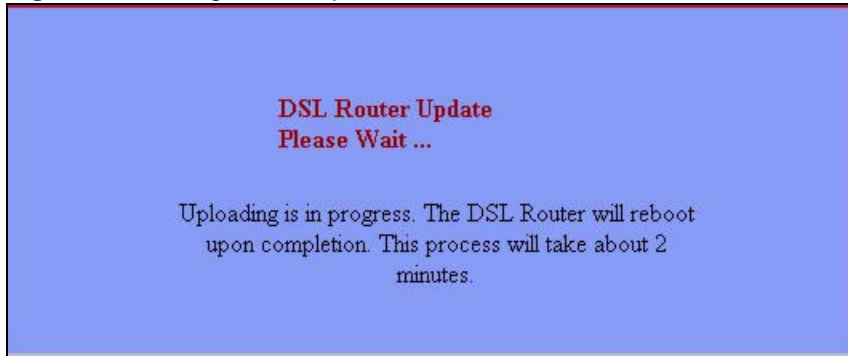 DSL Router Update
Please Wait ...
Uploading is in progress. The DSL Router will reboot
upon completion. This process will take about 2
minutes.